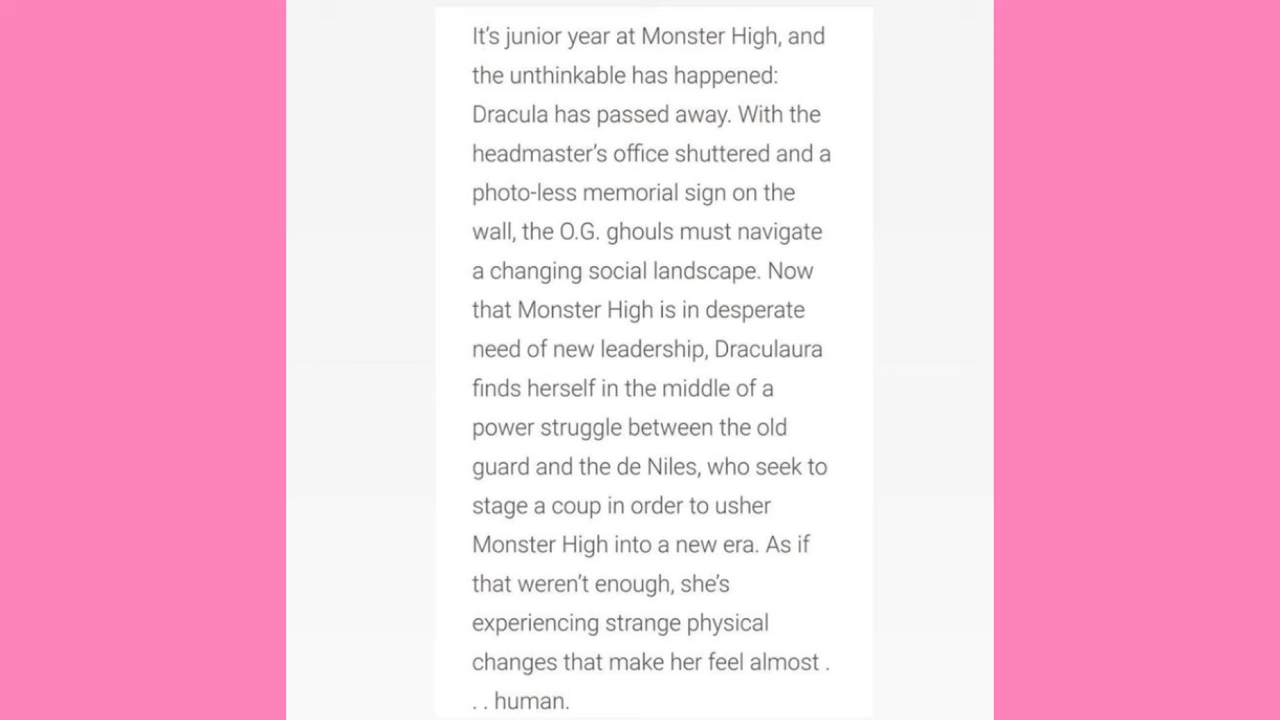 It’s junior year at Monster High, and
the unthinkable has happened:
Dracula has passed away. With the
headmaster’s office shuttered and a
photo-less memorial sign on the
wall, the O.G. ghouls must navigate
a changing social landscape. Now
that Monster High is in desperate
need of new leadership, Draculaura
finds herself in the middle of a
power struggle between the old
guard and the de Niles, who seek to
stage a coup in order to usher
Monster High into a new era. As if
that weren’t enough, she’s
experiencing strange physical
changes that make her feel almost .
. . human.